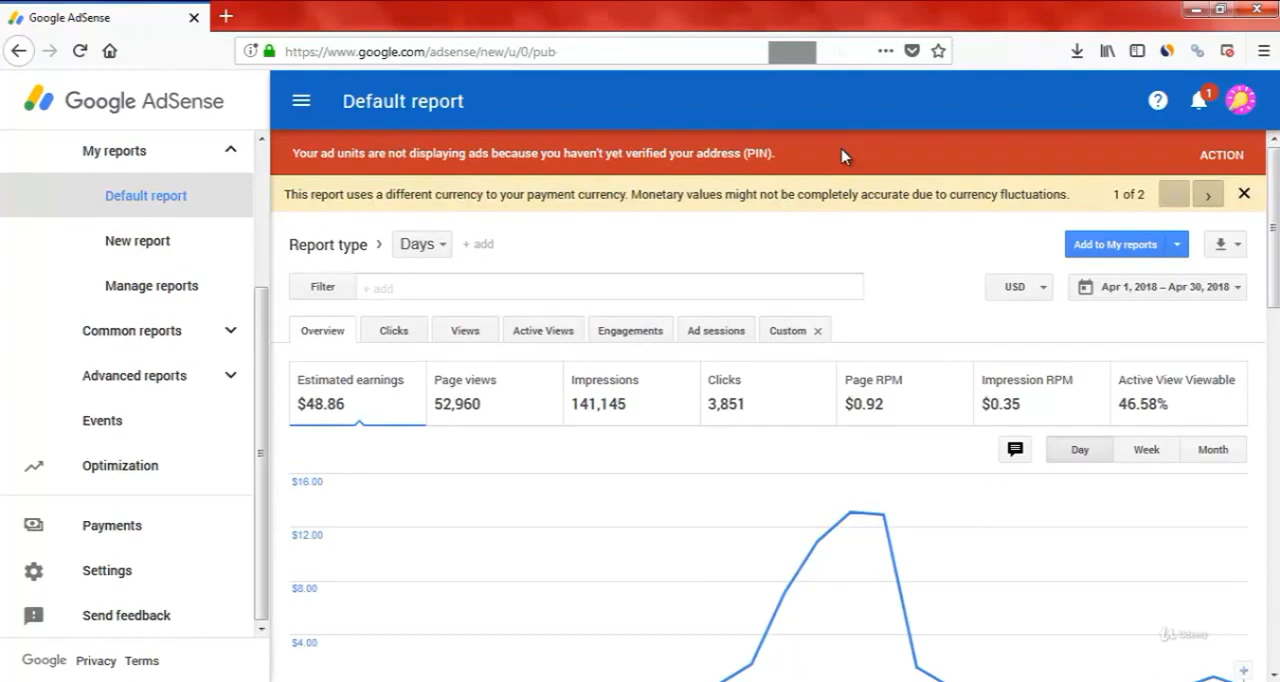 Google AdSense
https://www.google.com/adsense/new/u/0/pub-
Google AdSense
Default report
1
My reports
Default report
New report
Manage reports
Common reports
Advanced reports
Events
Optimization
Payments
Settings
Send feedback
Google Privacy Terms
Your ad units are not displaying ads because you haven't yet verified your address (PIN).
ACTION
This report uses a different currency to your payment currency. Monetary values might not be completely accurate due to currency fluctuations.
1 of 2
Report type > Days + add
Add to My reports
Filter + add
USD
Apr 1, 2018 – Apr 30, 2018
Overview Clicks Views Active Views Engagements Ad sessions Custom
Estimated earnings Page views Impressions Clicks Page RPM Impression RPM Active View Viewable
$48.86 52,960 141,145 3,851 $0.92 $0.35 46.58%
Day Week Month
$16.00
$12.00
$8.00
$4.00
Udemy